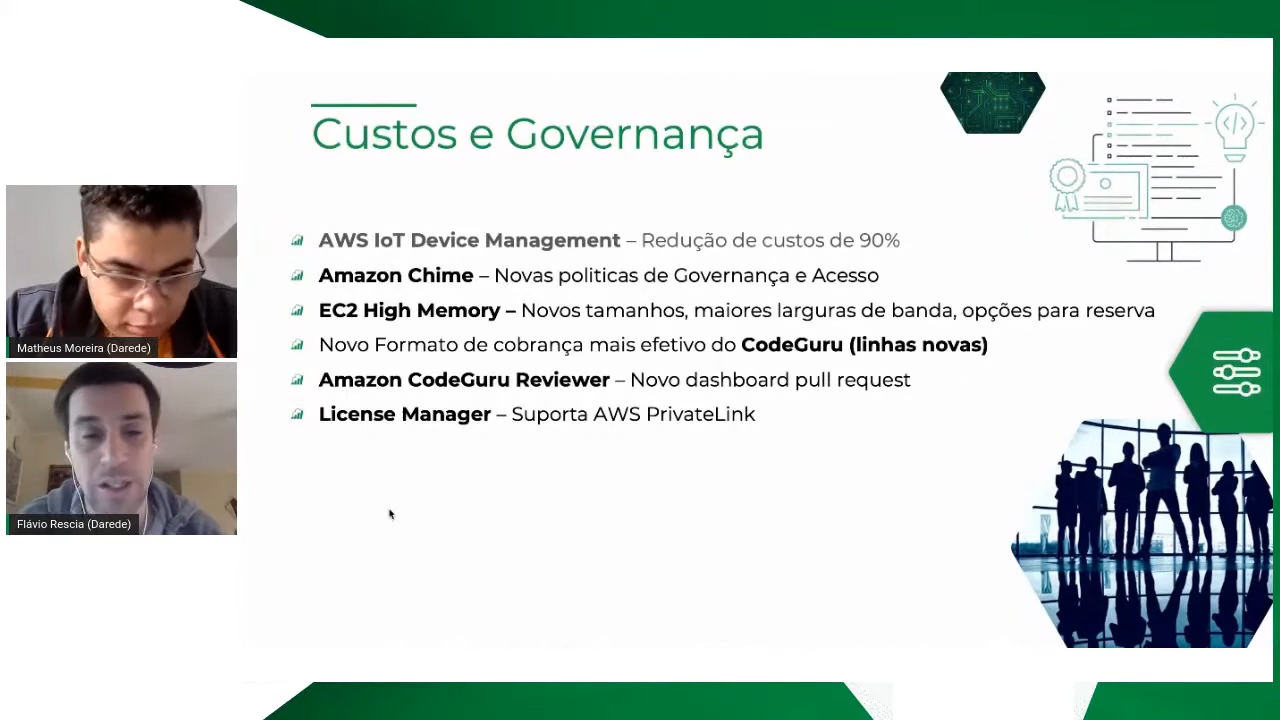 Custos e Governança
AWS IoT Device Management – Redução de custos de 90%
Amazon Chime – Novas politicas de Governança e Acesso
EC2 High Memory – Novos tamanhos, maiores larguras de banda, opções para reserva
Novo Formato de cobrança mais efetivo do CodeGuru (linhas novas)
Amazon CodeGuru Reviewer – Novo dashboard pull request
License Manager – Suporta AWS PrivateLink
Matheus Moreira (Darede)
Flávio Rescia (Darede)